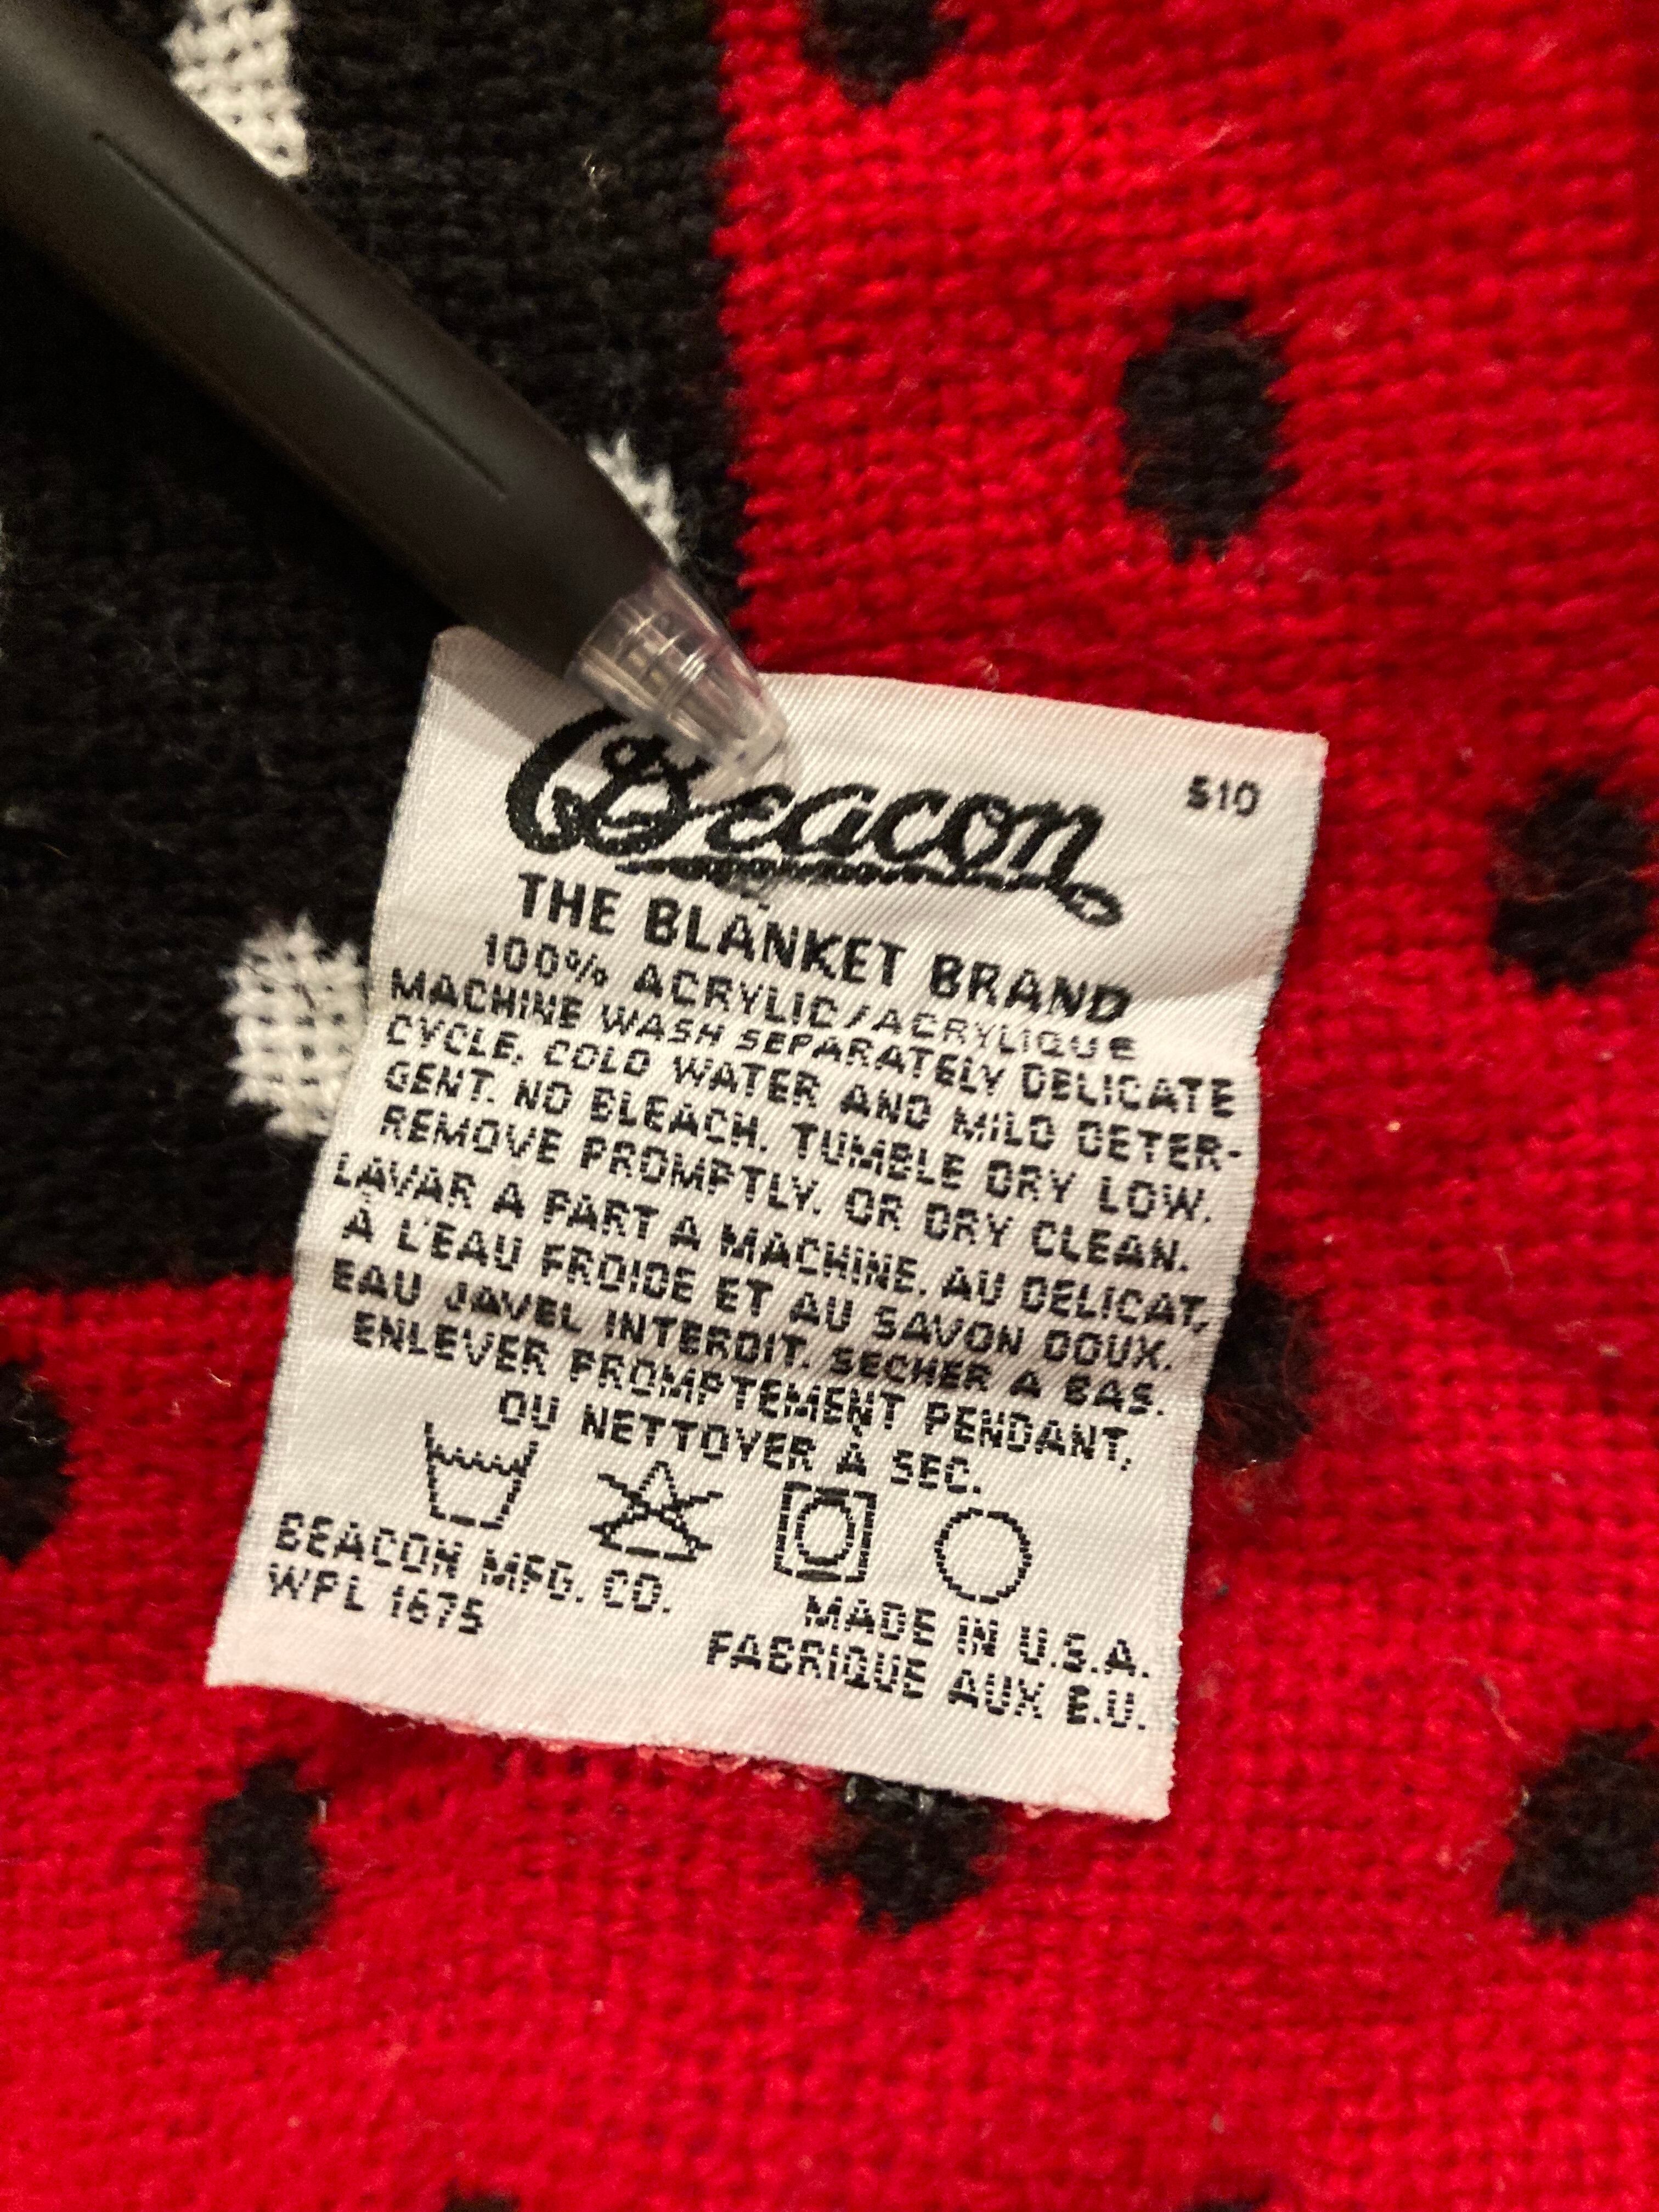 Beacon
510
THE BLANKET BRAND
100% ACRYLIC/ACRYLIQUE
MACHINE WASH SEPARATELY DELICATE
CYCLE, COLD WATER AND MILD DETER-
GENT. NO BLEACH. TUMBLE DRY LOW.
REMOVE PROMPTLY. OR DRY CLEAN.
LAVAR A PART A MACHINE. AU DELICAT,
À L'EAU FROIDE ET AU SAVON DOUX.
EAU JAVEL INTERDIT. SECHER A BAS.
ENLEVER PROMPTEMENT PENDANT,
OU NETTOYER À SEC.
BEACON MFG. CO.
WPL 1675
MADE IN U.S.A.
FABRIQUE AUX E.U.